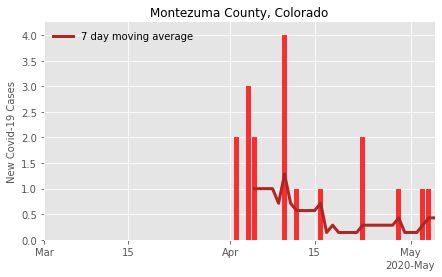 Montezuma County, Colorado
7 day moving average
New Covid-19 Cases
4.0
3.5
3.0
2.5
2.0
1.5
1.0
0.5
0.0
Mar 15 Apr 15 May
2020-May